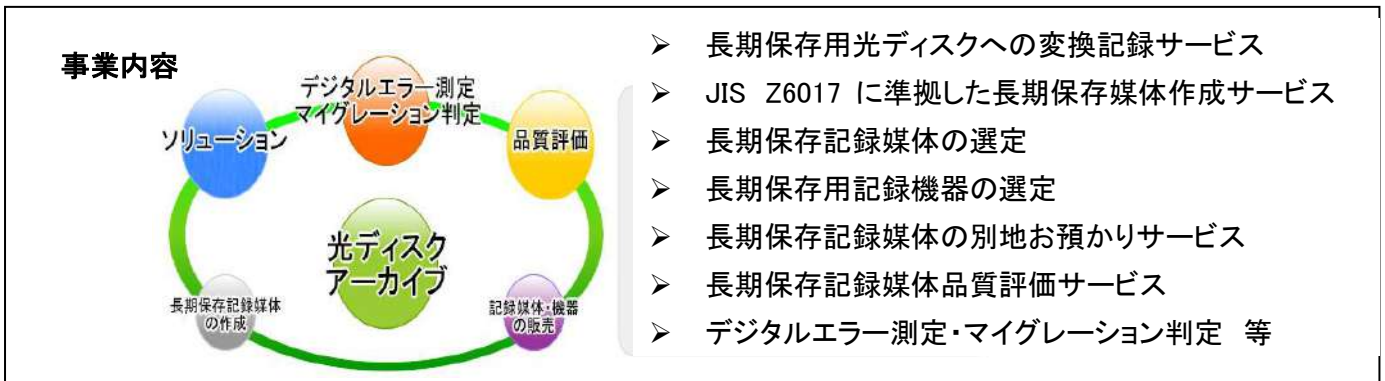 事業内容
デジタルエラー測定
マイグレーション判定
ソリューション
品質評価
光ディスク
アーカイブ
長期保存記録媒体
の作成
記録媒体・機器
の販売
➢ 長期保存用光ディスクへの変換記録サービス
➢ JIS Z6017 に準拠した長期保存媒体作成サービス
➢ 長期保存記録媒体の選定
➢ 長期保存用記録機器の選定
➢ 長期保存記録媒体の別地お預かりサービス
➢ 長期保存記録媒体品質評価サービス
➢ デジタルエラー測定・マイグレーション判定 等